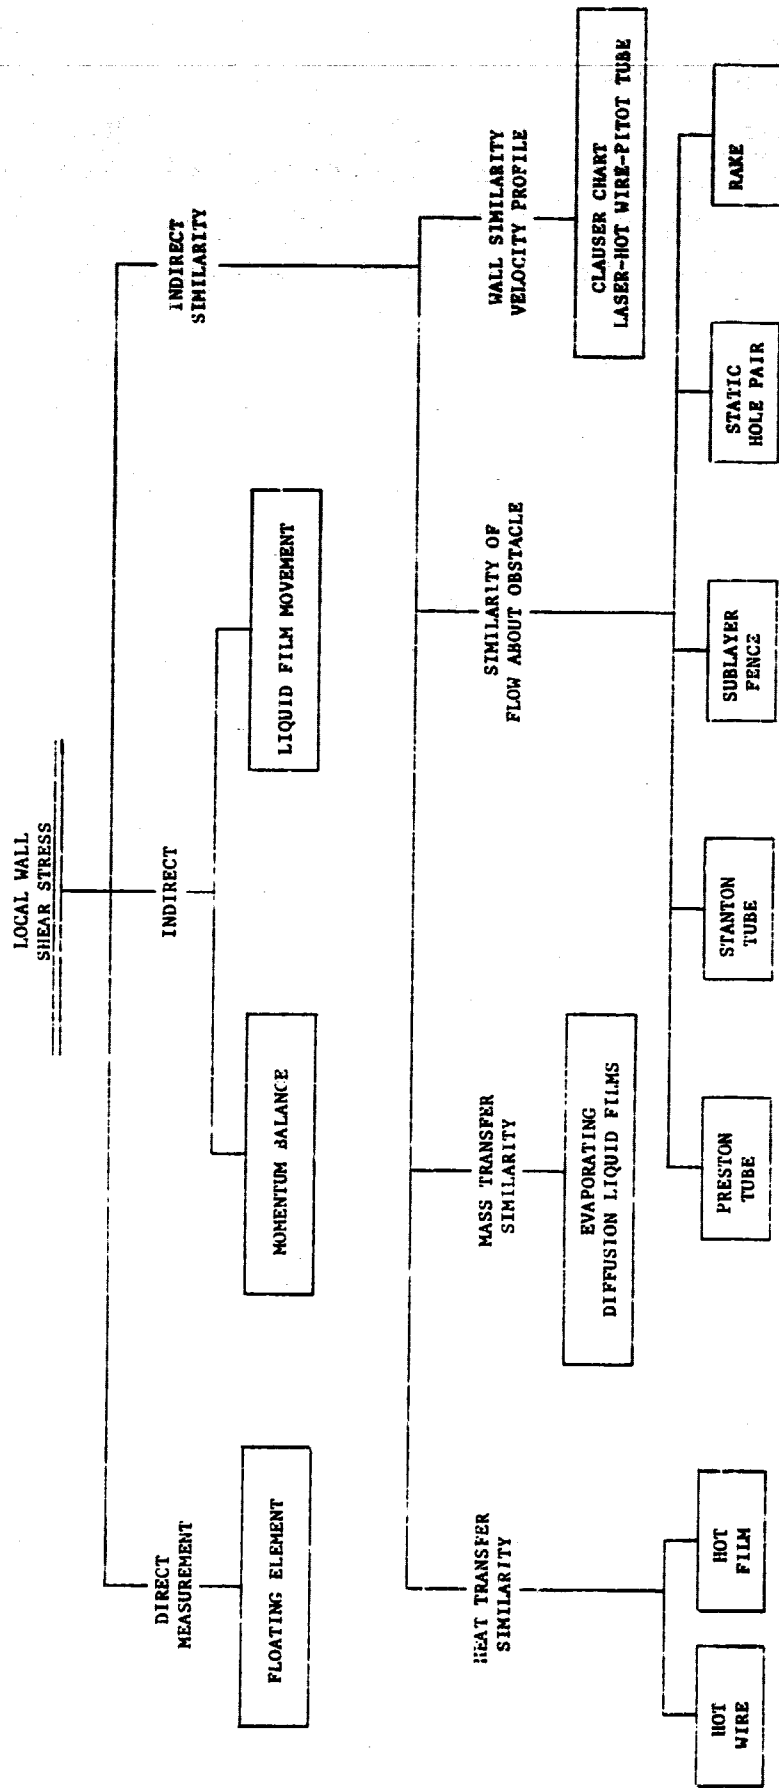 LOCAL WALL
SHEAR STRESS
DIRECT
MEASUREMENT
INDIRECT
INDIRECT
SIMILARITY
FLOATING ELEMENT
MOMENTUM BALANCE
LIQUID FILM MOVEMENT
HEAT TRANSFER
SIMILARITY
MASS TRANSFER
SIMILARITY
SIMILARITY OF
FLOW ABOUT OBSTACLE
WALL SIMILARITY
VELOCITY PROFILE
EVAPORATING
DIFFUSION LIQUID FILMS
CLAUSER CHART
LASER-HOT WIRE-PITOT TUBE
HOT
WIRE
HOT
FILM
PRESTON
TUBE
STANTON
TUBE
SUBLAYER
FENCE
STATIC
HOLE PAIR
RAKE